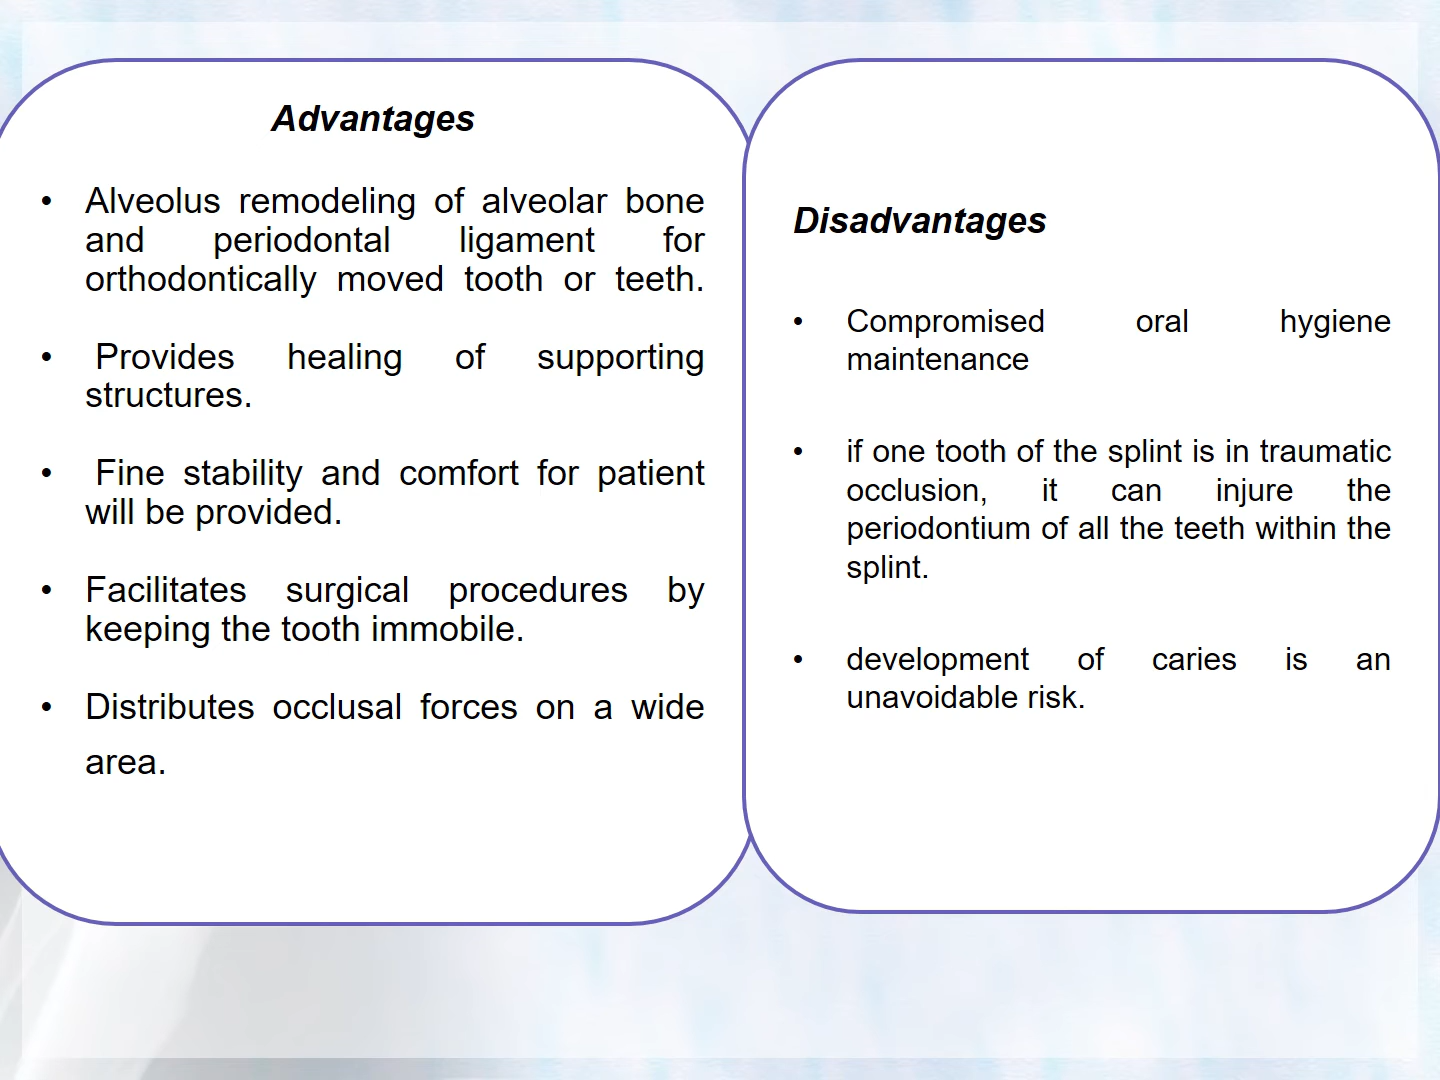 Advantages
• Alveolus remodeling of alveolar bone
and periodontal ligament for
orthodontically moved tooth or teeth.
• Provides healing of supporting
structures.
• Fine stability and comfort for patient
will be provided.
• Facilitates surgical procedures by
keeping the tooth immobile.
• Distributes occlusal forces on a wide
area.
Disadvantages
• Compromised oral hygiene
maintenance
• if one tooth of the splint is in traumatic
occlusion, it can injure the
periodontium of all the teeth within the
splint.
• development of caries is an
unavoidable risk.